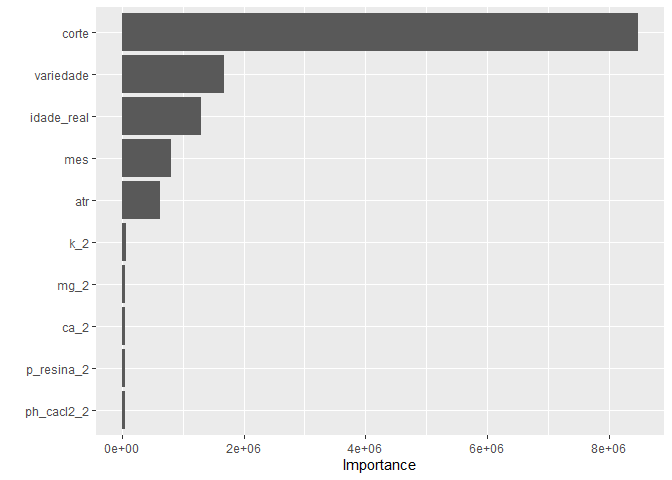 corte
variedade
idade_real
mes
atr
k_2
mg_2
ca_2
p_resina_2
ph_cacl2_2
0e+00 2e+06 4e+06 6e+06 8e+06
Importance